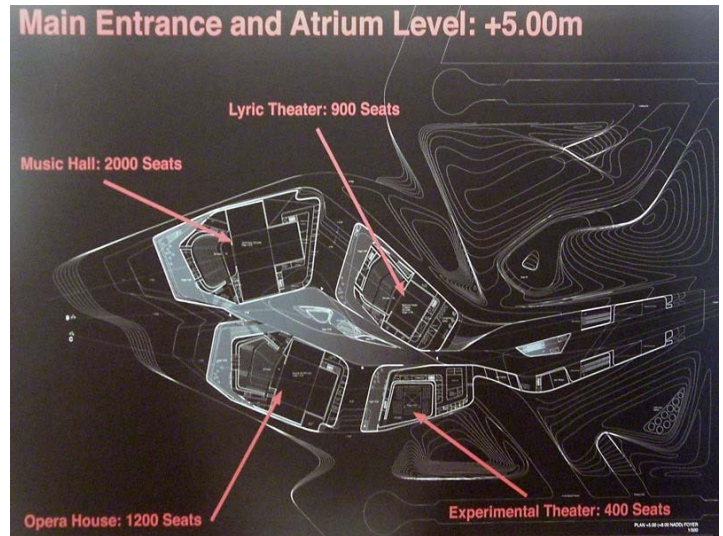 Main Entrance and Atrium Level: +5.00m
Lyric Theater: 900 Seats
Music Hall: 2000 Seats
Opera House: 1200 Seats
Experimental Theater: 400 Seats